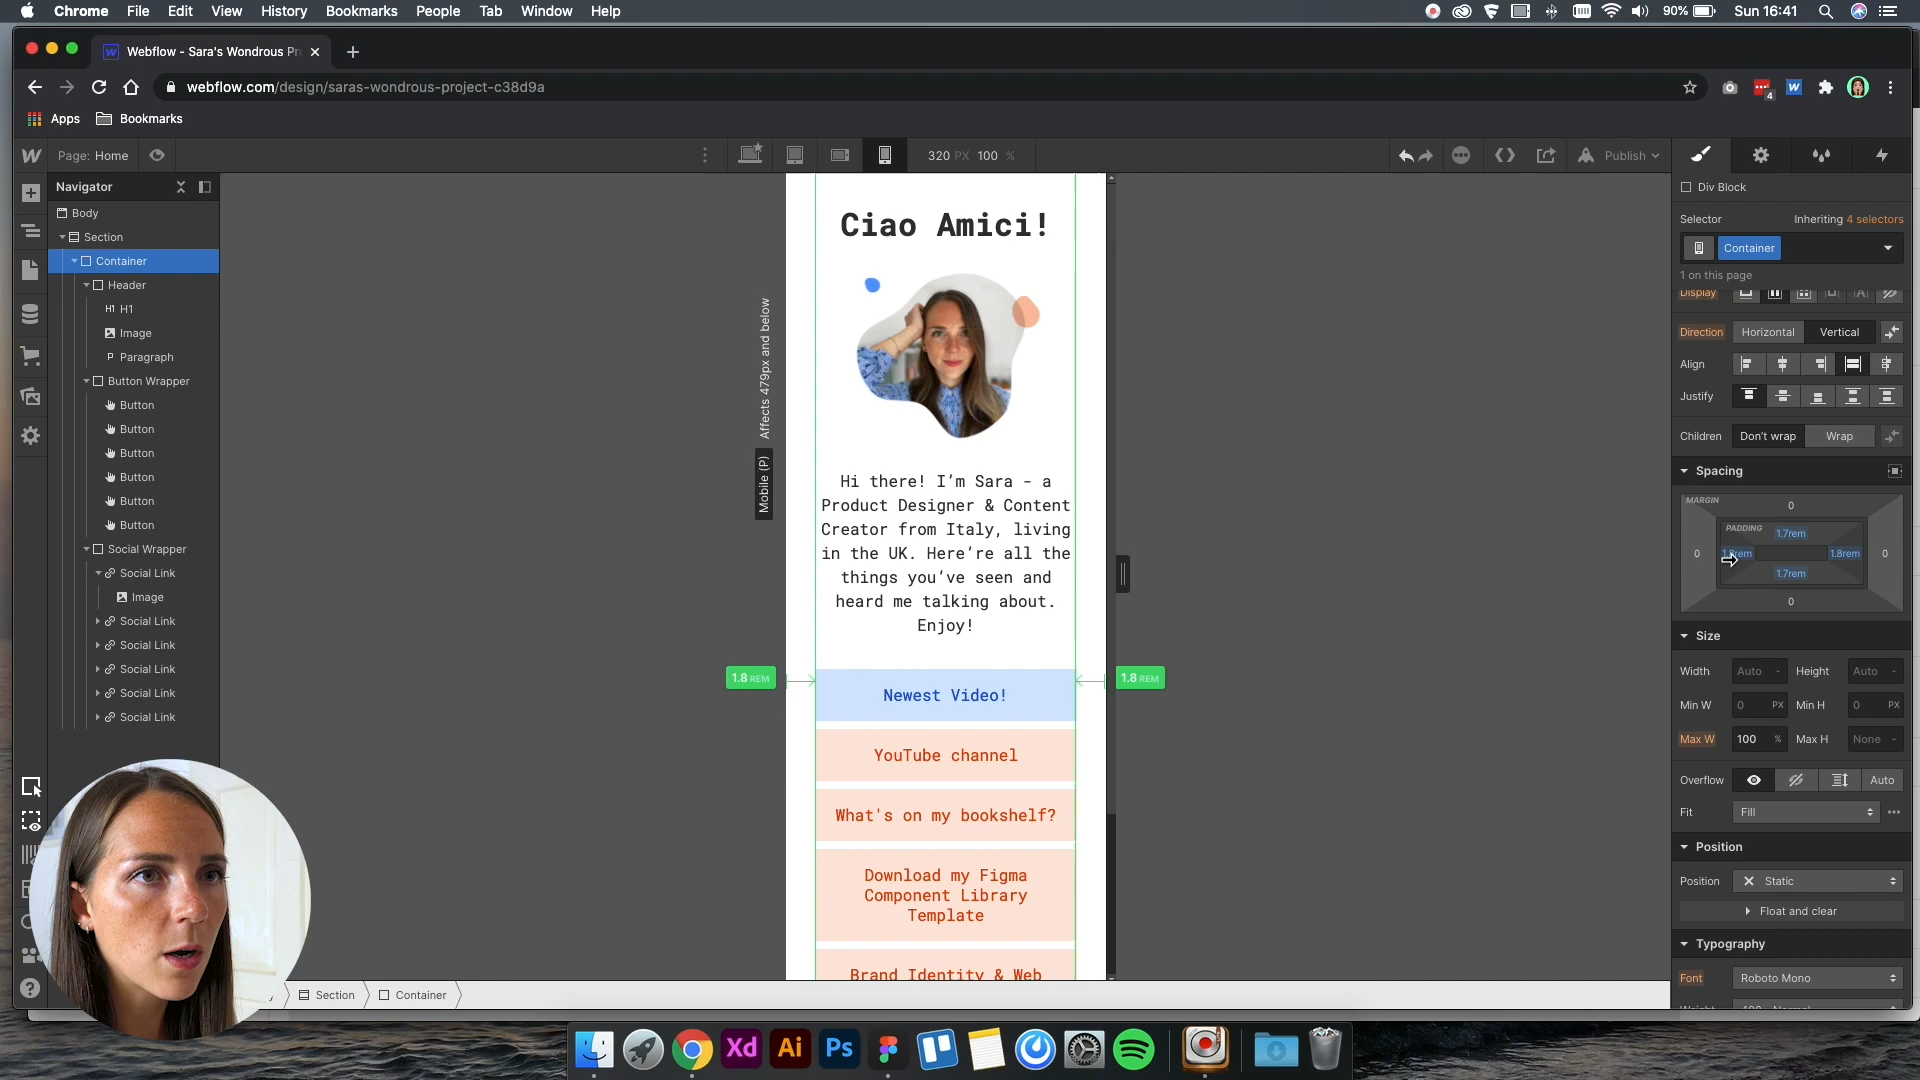 Chrome File Edit View History Bookmarks People Tab Window Help 90% Sun 16:41
Webflow - Sara's Wondrous Pr
webflow.com/design/saras-wondrous-project-c38d9a
4
Apps Bookmarks
Page: Home 320 PX 100 % Publish
Navigator
Body
Section
Container
Header
H1 H1
Image
P Paragraph
Button Wrapper
Button
Button
Button
Button
Button
Button
Social Wrapper
Social Link
Image
Social Link
Social Link
Social Link
Social Link
Social Link
Affects 479px and below
Mobile (P)
Ciao Amici!
Hi there! I’m Sara - a
Product Designer & Content
Creator from Italy, living
in the UK. Here’re all the
things you’ve seen and
heard me talking about.
Enjoy!
1.8 REM
1.8 REM
Newest Video!
YouTube channel
What's on my bookshelf?
Download my Figma
Component Library
Template
Brand Identity & Web
Section Container
Div Block
Selector Inheriting 4 selectors
Container
1 on this page
Display
Direction Horizontal Vertical
Align
Justify
Children Don't wrap Wrap
Spacing
MARGIN 0
PADDING 1.7rem
0 1.8rem 1.8rem 0
1.7rem
0
Size
Width Auto - Height Auto -
Min W 0 PX Min H 0 PX
Max W 100 % Max H None -
Overflow Auto
Fit Fill
Position
Position Static
Float and clear
Typography
Font Roboto Mono
Xd Ai Ps